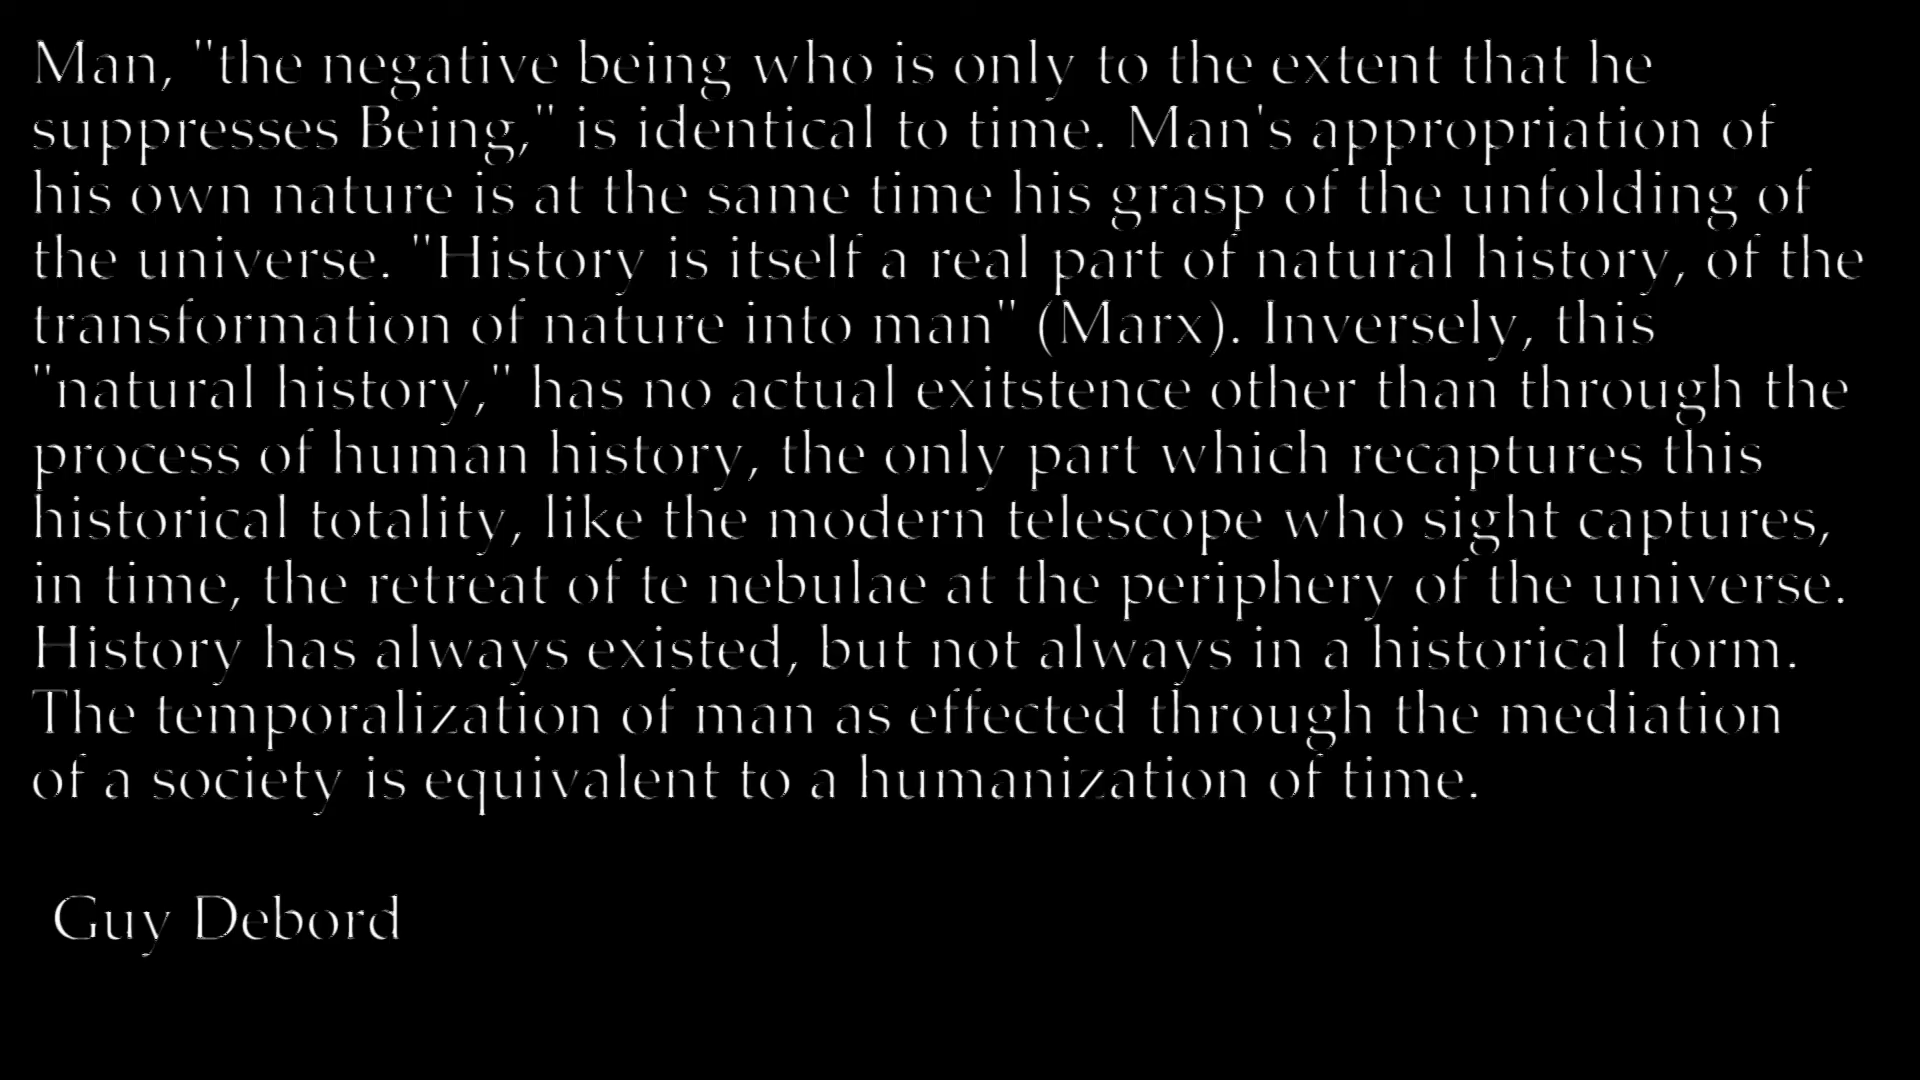 Man, "the negative being who is only to the extent that he
suppresses Being," is identical to time. Man's appropriation of
his own nature is at the same time his grasp of the unfolding of
the universe. "History is itself a real part of natural history, of the
transformation of nature into man" (Marx). Inversely, this
"natural history," has no actual exitstence other than through the
process of human history, the only part which recaptures this
historical totality, like the modern telescope who sight captures,
in time, the retreat of te nebulae at the periphery of the universe.
History has always existed, but not always in a historical form.
The temporalization of man as effected through the mediation
of a society is equivalent to a humanization of time.
Guy Debord